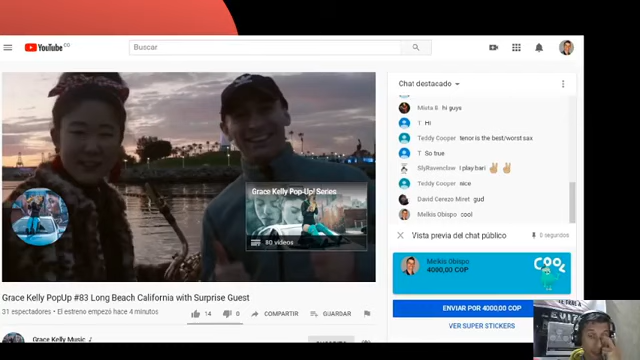 YouTube CO
Buscar
Chat destacado
Mista B hi guys
T Hi
Teddy Cooper tenor is the best/worst sax
T So true
SlyRavenclaw I play bari
Teddy Cooper nice
David Cerezo Miret gud
Melkis Obispo cool
Vista previa del chat público
0 segundos
Melkis Obispo
4000,00 COP
COOL
ENVIAR POR 4000,00 COP
VER SUPER STICKERS
Grace Kelly Pop-Up! Series
80 videos
Grace Kelly PopUp #83 Long Beach California with Surprise Guest
31 espectadores • El estreno empezó hace 4 minutos
14
0
COMPARTIR
GUARDAR
Grace Kelly Music